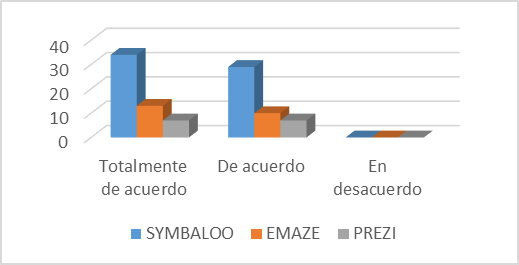 40
30
20
10
0
Totalmente de acuerdo
De acuerdo
En desacuerdo
SYMBALOO EMAZE PREZI